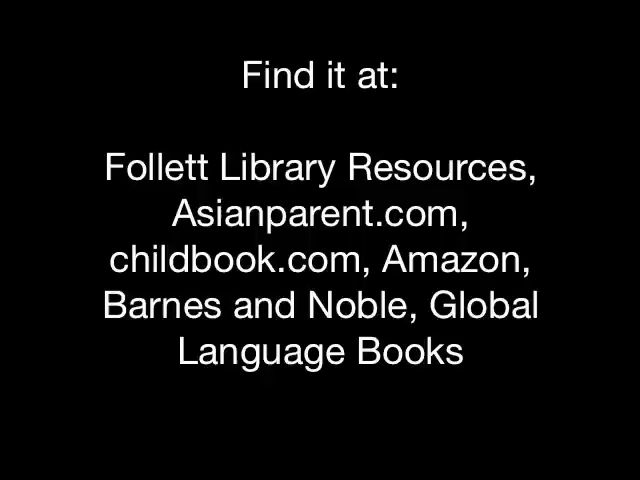 Find it at:
Follett Library Resources,
Asianparent.com,
childbook.com, Amazon,
Barnes and Noble, Global
Language Books